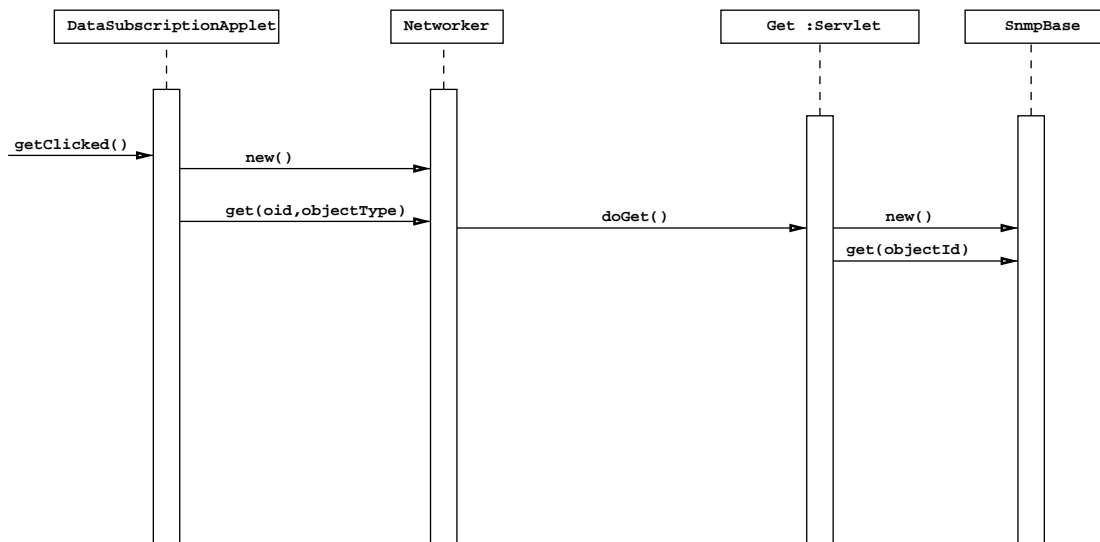 DataSubscriptionApplet
Networker
Get :Servlet
SnmpBase
getClicked()
new()
get(oid,objectType)
doGet()
new()
get(objectId)